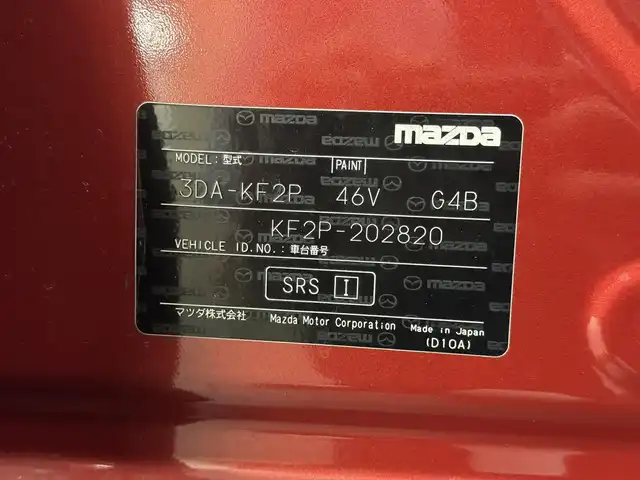 mazda
MODEL: 型式 PAINT
3DA-KF2P 46V G4B
KF2P-202820
VEHICLE ID.NO.: 車台番号
SRS I
マツダ株式会社 Mazda Motor Corporation Made in Japan
(D10A)